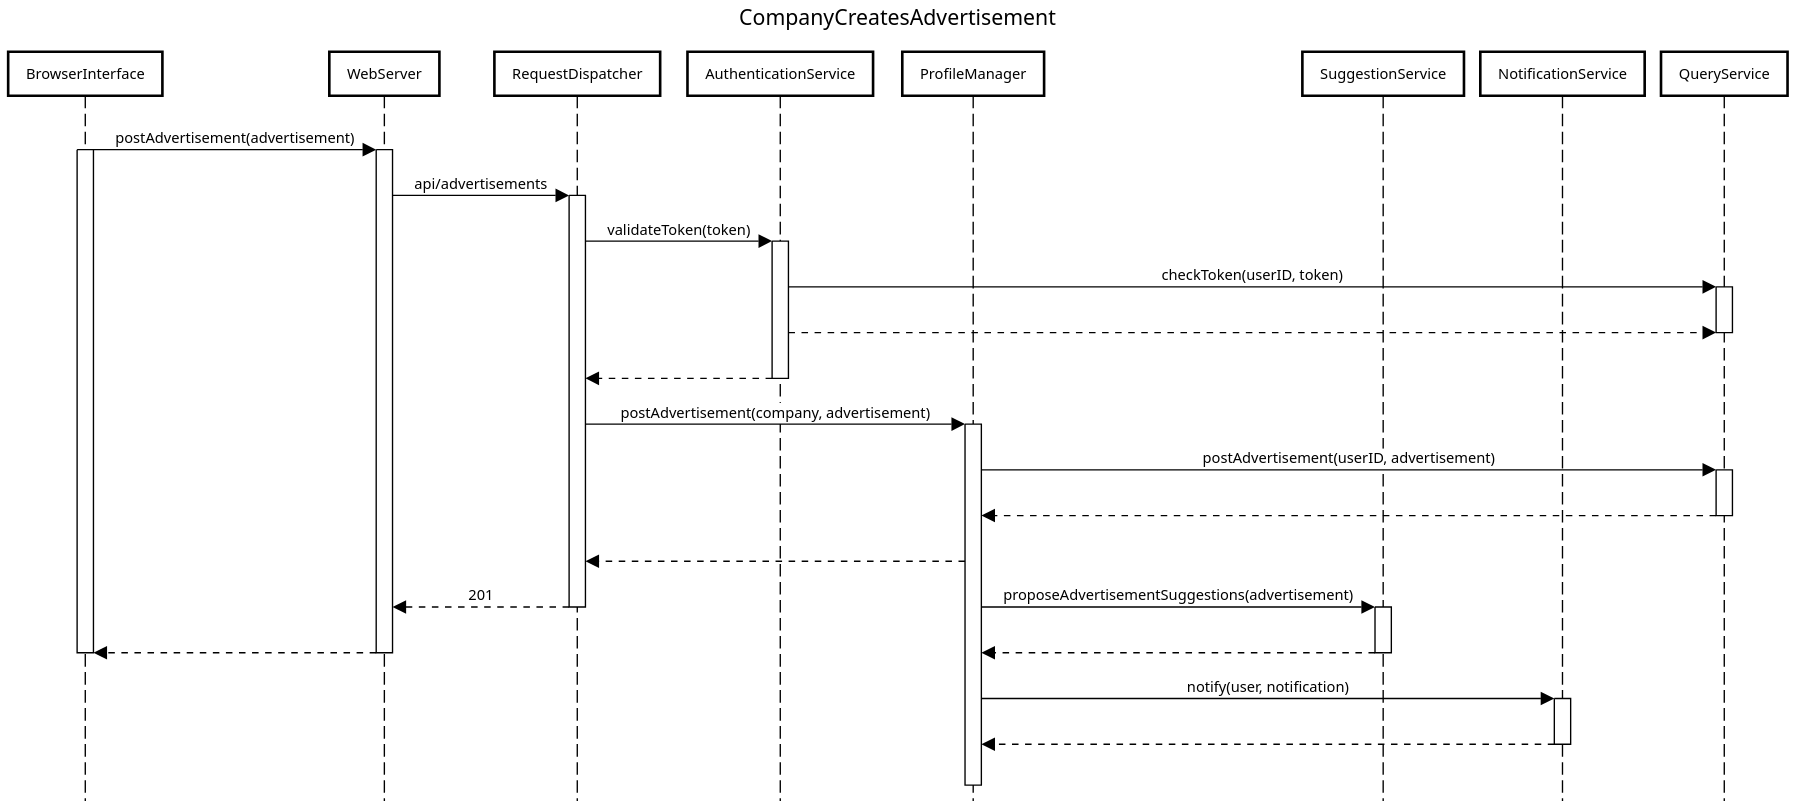 CompanyCreatesAdvertisement
BrowserInterface
WebServer
RequestDispatcher
AuthenticationService
ProfileManager
SuggestionService
NotificationService
QueryService
postAdvertisement(advertisement)
api/advertisements
validateToken(token)
checkToken(userID, token)
postAdvertisement(company, advertisement)
postAdvertisement(userID, advertisement)
201
proposeAdvertisementSuggestions(advertisement)
notify(user, notification)